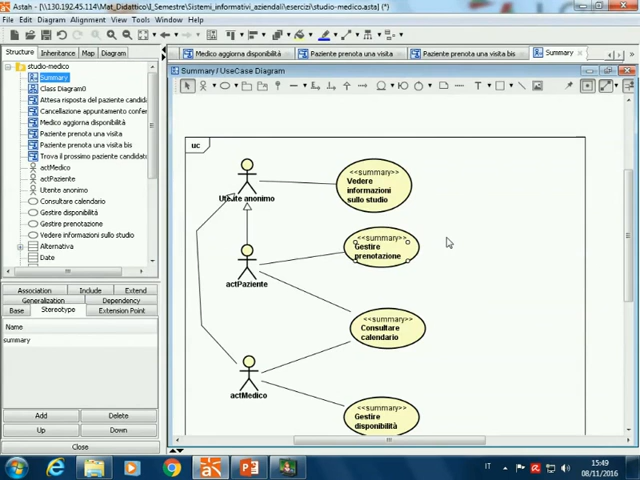 Astah - [\\130.192.45.114\Mat_Didattico\I_Semestre\Sistemi_informativi_aziendali\esercizi\studio-medico.asta]
File Edit Diagram Alignment View Tools Window Help
Structure Inheritance Map Diagram
Medico aggiorna disponibilità Paziente prenota una visita Paziente prenota una visita bis Summary
Summary / UseCase Diagram
studio-medico
Summary
Class Diagram0
Attesa risposta del paziente candida
Cancellazione appuntamento confer
Medico aggiorna disponibilità
Paziente prenota una visita
Paziente prenota una visita bis
Trova il prossimo paziente candidato
actMedico
actPaziente
Utente anonimo
Consultare calendario
Gestire disponibilità
Gestire prenotazione
Vedere informazioni sullo studio
Alternativa
Date
Association Include Extend
Generalization Dependency
Base Stereotype Extension Point
Name
summary
Add Delete
Up Down
Close
uc
Utente anonimo
<<summary>>
Vedere
informazioni
sullo studio
<<summary>>
Gestire
prenotazione
actPaziente
<<summary>>
Consultare
calendario
actMedico
<<summary>>
Gestire
disponibilità
IT
15:49
08/11/2016